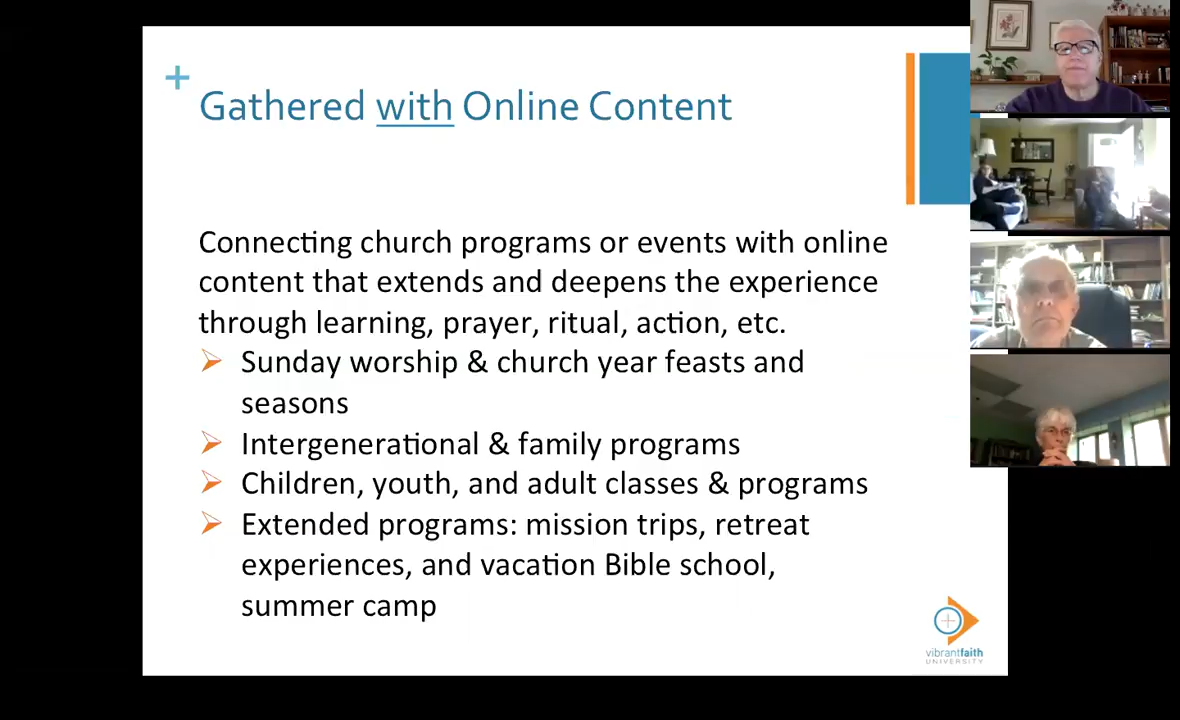 Gathered with Online Content
Connecting church programs or events with online
content that extends and deepens the experience
through learning, prayer, ritual, action, etc.
Sunday worship & church year feasts and
seasons
Intergenerational & family programs
Children, youth, and adult classes & programs
Extended programs: mission trips, retreat
experiences, and vacation Bible school,
summer camp
vibrantfaith
UNIVERSITY